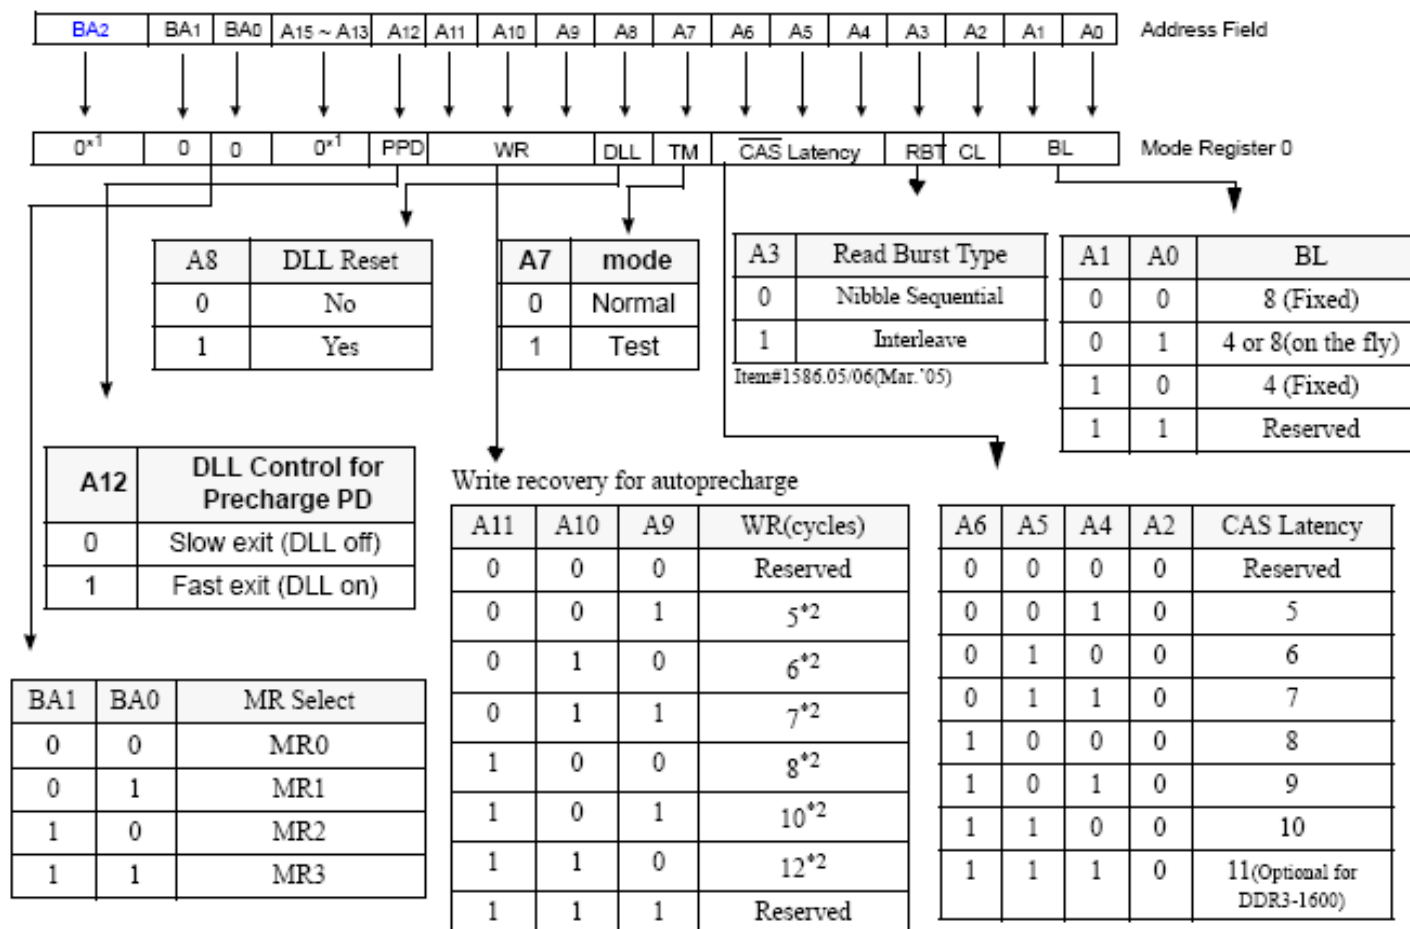 BA2 BA1 BA0 A15 ~ A13 A12 A11 A10 A9 A8 A7 A6 A5 A4 A3 A2 A1 A0 Address Field
0*1 0 0 0*1 PPD WR DLL TM CAS Latency RBT CL BL Mode Register 0
A8 DLL Reset
0 No
1 Yes
A7 mode
0 Normal
1 Test
A3 Read Burst Type
0 Nibble Sequential
1 Interleave
Item#1586.05/06(Mar.'05)
A1 A0 BL
0 0 8 (Fixed)
0 1 4 or 8(on the fly)
1 0 4 (Fixed)
1 1 Reserved
A12 DLL Control for
Precharge PD
0 Slow exit (DLL off)
1 Fast exit (DLL on)
BA1 BA0 MR Select
0 0 MR0
0 1 MR1
1 0 MR2
1 1 MR3
Write recovery for autoprecharge
A11 A10 A9 WR(cycles)
0 0 0 Reserved
0 0 1 5*2
0 1 0 6*2
0 1 1 7*2
1 0 0 8*2
1 0 1 10*2
1 1 0 12*2
1 1 1 Reserved
A6 A5 A4 A2 CAS Latency
0 0 0 0 Reserved
0 0 1 0 5
0 1 0 0 6
0 1 1 0 7
1 0 0 0 8
1 0 1 0 9
1 1 0 0 10
1 1 1 0 11(Optional for
DDR3-1600)